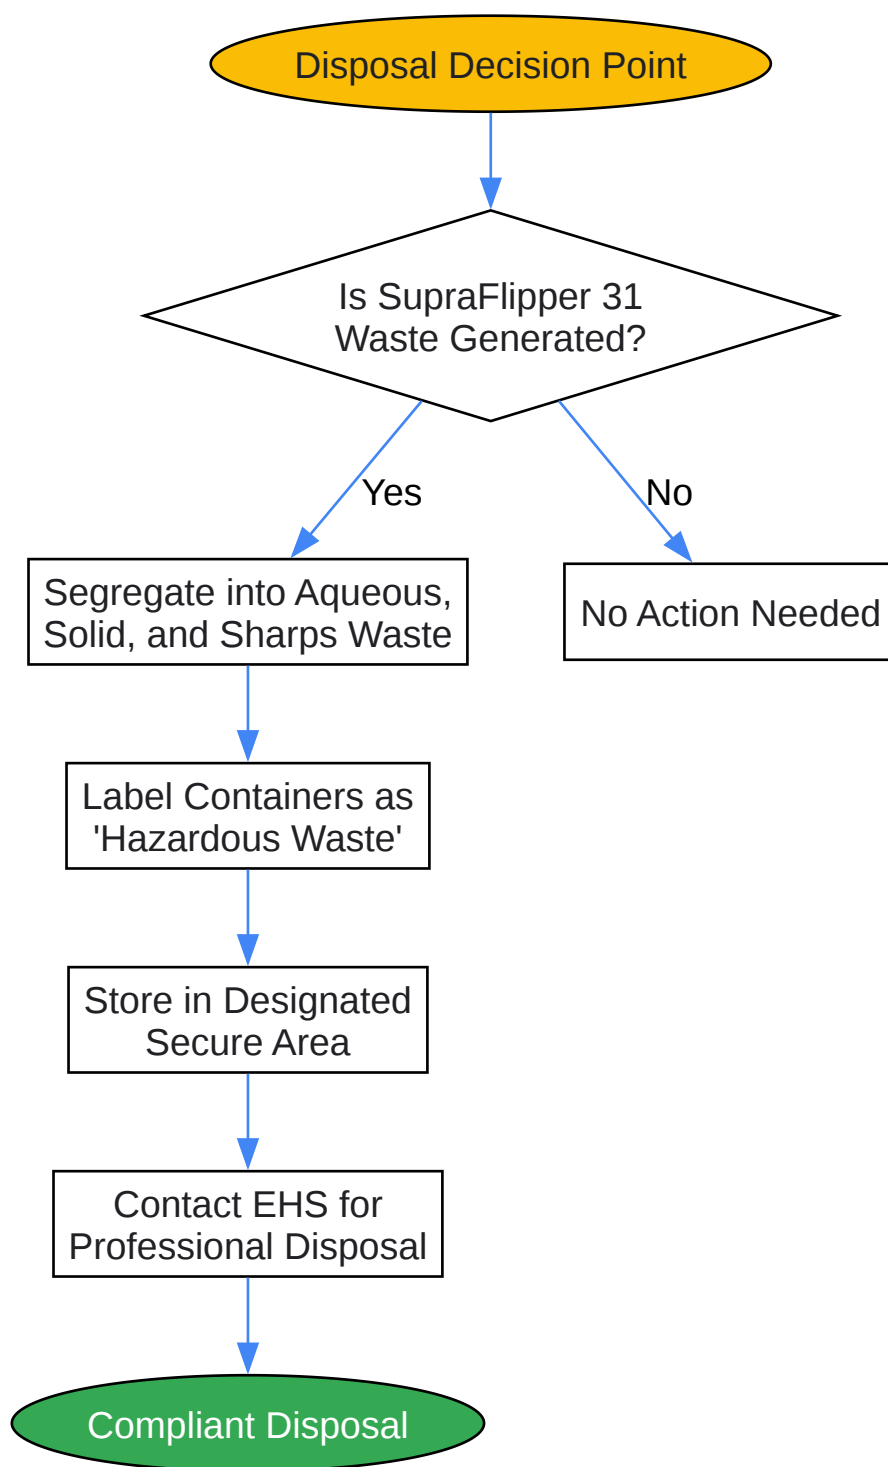 Disposal Decision Point
Is SupraFlipper 31
Waste Generated?
Yes
No
Segregate into Aqueous,
Solid, and Sharps Waste
No Action Needed
Label Containers as
'Hazardous Waste'
Store in Designated
Secure Area
Contact EHS for
Professional Disposal
Compliant Disposal